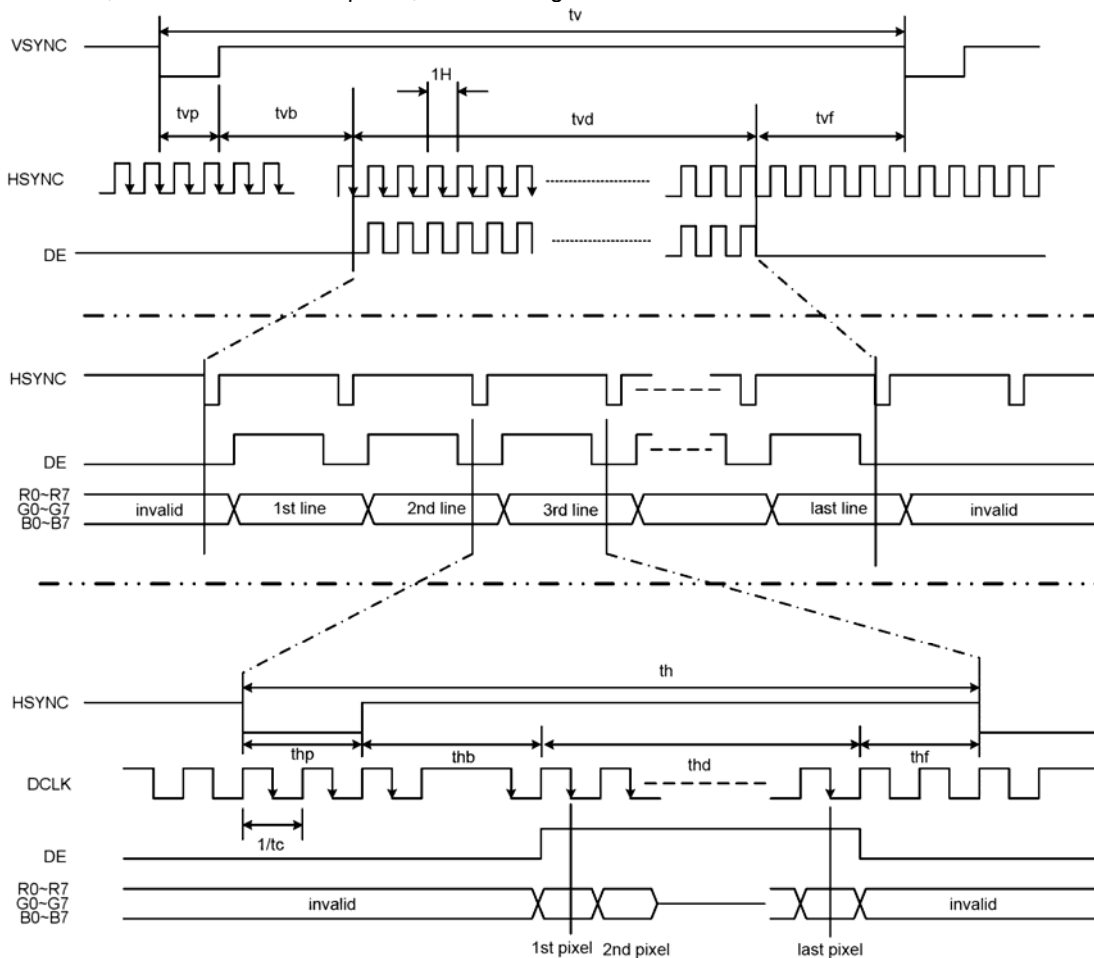 tv
VSYNC
1H
tvp
tvb
tvd
tvf
HSYNC
DE
HSYNC
DE
R0~R7
G0~G7
B0~B7
invalid
1st line
2nd line
3rd line
last line
invalid
th
HSYNC
thp
thb
thd
thf
DCLK
1/tc
DE
R0~R7
G0~G7
B0~B7
invalid
invalid
1st pixel
2nd pixel
last pixel